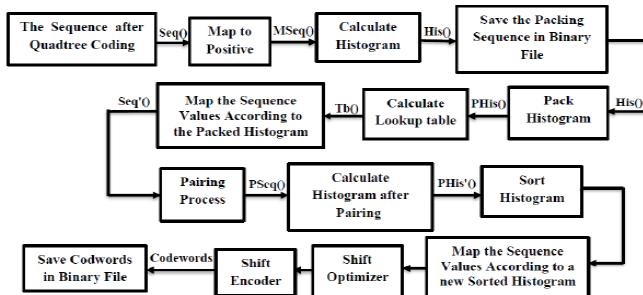 The Sequence after
Quadtree Coding
Seq()
Map to
Positive
MSeq()
Calculate
Histogram
His()
Save the Packing
Sequence in Binary
File
His()
Pack
Histogram
PHis()
Calculate
Lookup table
Tb()
Map the Sequence
Values According to
the Packed Histogram
Seq'()
Pairing
Process
PSeq()
Calculate
Histogram after
Pairing
PHis'()
Sort
Histogram
Map the Sequence
Values According to a
new Sorted Histogram
Shift
Optimizer
Shift
Encoder
Codewords
Save Codwords
in Binary File